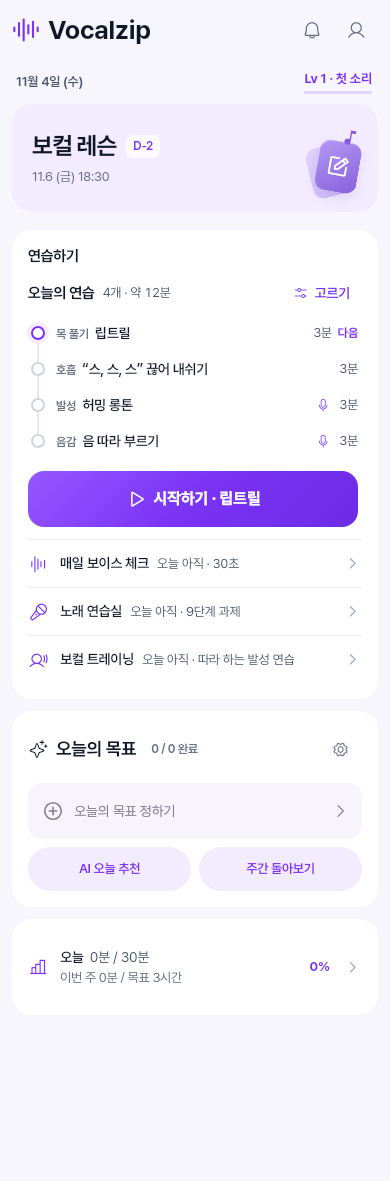 Vocalzip
11월 4일 (수)
Lv 1 · 첫 소리
보컬 레슨 D-2
11.6 (금) 18:30
연습하기
오늘의 연습 4개 · 약 12분 고르기
목 풀기 립트릴 3분 다음
호흡 “스, 스, 스” 끊어 내쉬기 3분
발성 허밍 롱톤 3분
음감 음 따라 부르기 3분
시작하기 · 립트릴
매일 보이스 체크 오늘 아직 · 30초
노래 연습실 오늘 아직 · 9단계 과제
보컬 트레이닝 오늘 아직 · 따라 하는 발성 연습
오늘의 목표 0 / 0 완료
오늘의 목표 정하기
AI 오늘 추천 주간 돌아보기
오늘 0분 / 30분
이번 주 0분 / 목표 3시간
0%